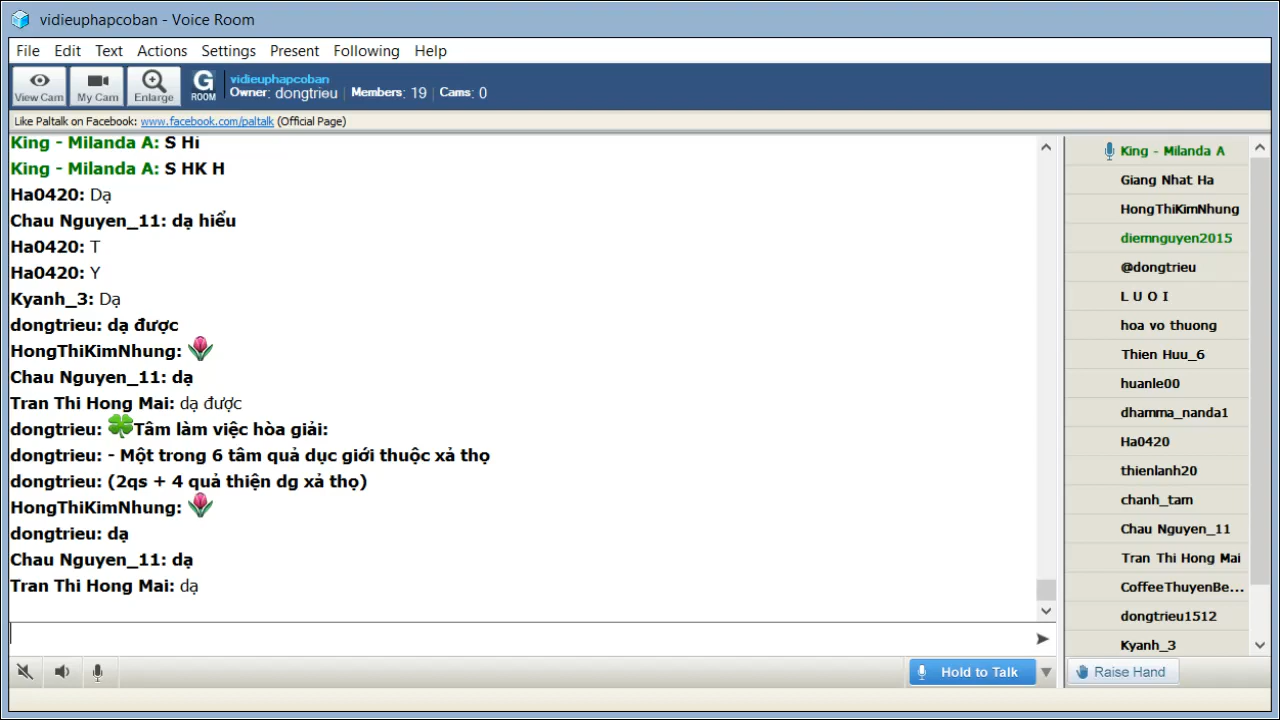 vidieuphapcoban - Voice Room
File Edit Text Actions Settings Present Following Help
View Cam My Cam Enlarge G ROOM vidieuphapcoban
Owner: dongtrieu Members: 19 Cams: 0
Like Paltalk on Facebook: www.facebook.com/paltalk (Official Page)
King - Milanda A: S Hi
King - Milanda A: S HK H
Ha0420: Dạ
Chau Nguyen_11: dạ hiểu
Ha0420: T
Ha0420: Y
Kyanh_3: Dạ
dongtrieu: dạ được
HongThiKimNhung:
Chau Nguyen_11: dạ
Tran Thi Hong Mai: dạ được
dongtrieu: Tâm làm việc hòa giải:
dongtrieu: - Một trong 6 tâm quả dục giới thuộc xả thọ
dongtrieu: (2qs + 4 quả thiện dg xả thọ)
HongThiKimNhung:
dongtrieu: dạ
Chau Nguyen_11: dạ
Tran Thi Hong Mai: dạ
King - Milanda A
Giang Nhat Ha
HongThiKimNhung
diemnguyen2015
@dongtrieu
L U O I
hoa vo thuong
Thien Huu_6
huanle00
dhamma_nanda1
Ha0420
thienlanh20
chanh_tam
Chau Nguyen_11
Tran Thi Hong Mai
CoffeeThuyenBe...
dongtrieu1512
Kyanh_3
Hold to Talk
Raise Hand